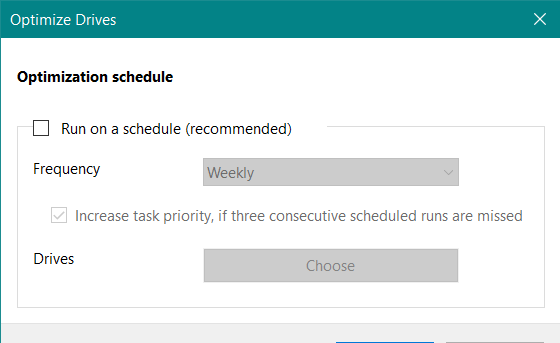 Optimize Drives
Optimization schedule
Run on a schedule (recommended)
Frequency
Weekly
Increase task priority, if three consecutive scheduled runs are missed
Drives
Choose